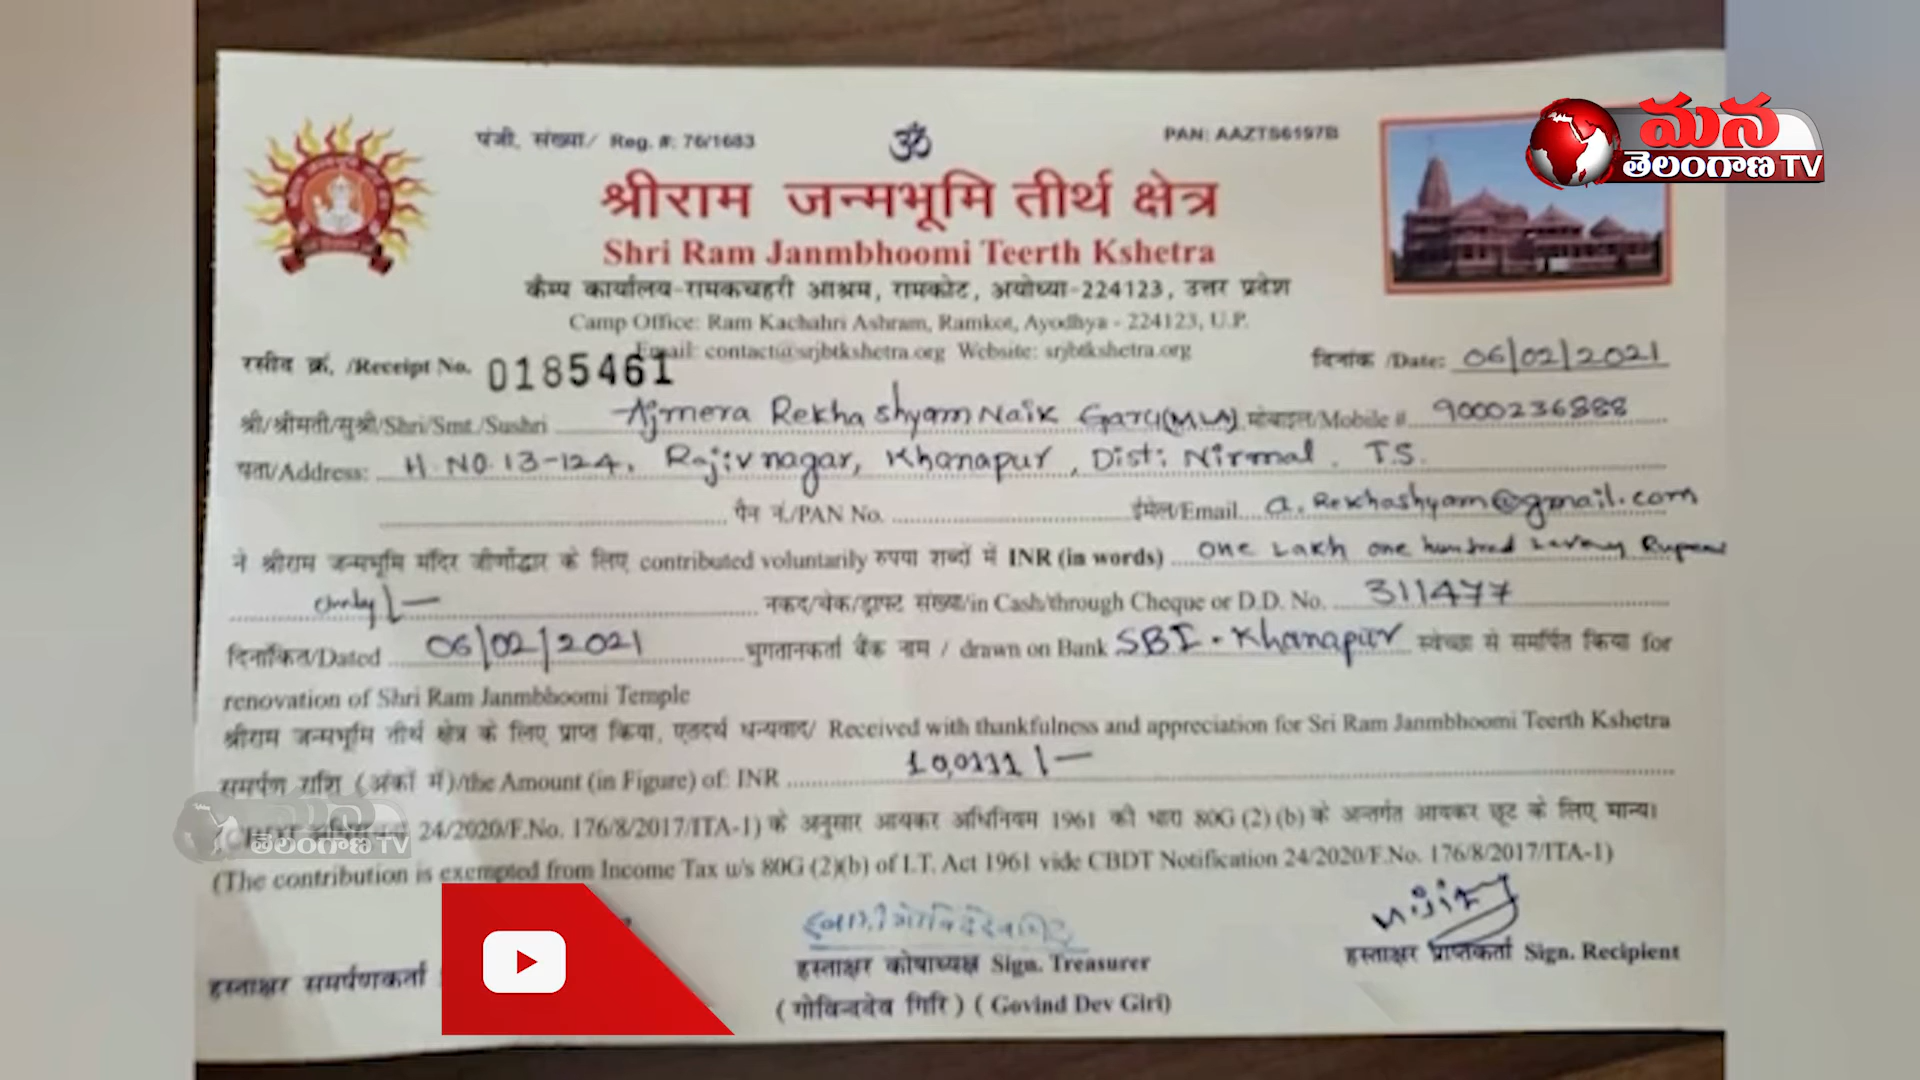 मन తెలంగాణ TV
पंजी. संख्या/ Reg. #: 76/1683
ॐ
PAN: AAZTS6197B
श्रीराम जन्मभूमि तीर्थ क्षेत्र
Shri Ram Janmbhoomi Teerth Kshetra
कैम्प कार्यालय-रामकचहरी आश्रम, रामकोट, अयोध्या-224123, उत्तर प्रदेश
Camp Office: Ram Kachahri Ashram, Ramkot, Ayodhya - 224123, U.P.
Email: contact@srjbtkshetra.org Website: srjbtkshetra.org
रसीद क्रं. /Receipt No. 0185461 दिनांक /Date: 06/02/2021
श्री/श्रीमती/सुश्री/Shri/Smt./Sushri Ajmera Rekha shyam Naik Garu(MLA) मोबाइल/Mobile # 9000236888
पता/Address: H.NO.13-124, Rajiv nagar, Khanapur, Dist: Nirmal. T.S.
पैन नं./PAN No. ईमेल/Email a.Rekhashyam@gmail.com
ने श्रीराम जन्मभूमि मंदिर जीर्णोद्धार के लिए contributed voluntarily रुपया शब्दों में INR (in words) one Lakh one hundred Rupees
only/-
नकद/चेक/ड्राफ्ट संख्या/in Cash/through Cheque or D.D. No. 311477
दिनांकित/Dated 06/02/2021 भुगतानकर्ता बैंक नाम / drawn on Bank SBI - Khanapur स्वेच्छा से समर्पित किया for
renovation of Shri Ram Janmbhoomi Temple
श्रीराम जन्मभूमि तीर्थ क्षेत्र के लिए प्राप्त किया, एतदर्थ धन्यवाद/ Received with thankfulness and appreciation for Sri Ram Janmbhoomi Teerth Kshetra
समर्पण राशि (अंकों में)/the Amount (in Figure) of: INR 1,00,111/-
24/2020/F.No. 176/8/2017/ITA-1) के अनुसार आयकर अधिनियम 1961 की धारा 80G (2) (b) के अन्तर्गत आयकर छूट के लिए मान्य।
మన తెలంగాణ TV
(The contribution is exempted from Income Tax u/s 80G (2)(b) of I.T. Act 1961 vide CBDT Notification 24/2020/F.No. 176/8/2017/ITA-1)
हस्ताक्षर समर्पणकर्ता
हस्ताक्षर कोषाध्यक्ष Sign. Treasurer
(गोविन्ददेव गिरि) (Govind Dev Giri)
हस्ताक्षर प्राप्तकर्ता Sign. Recipient